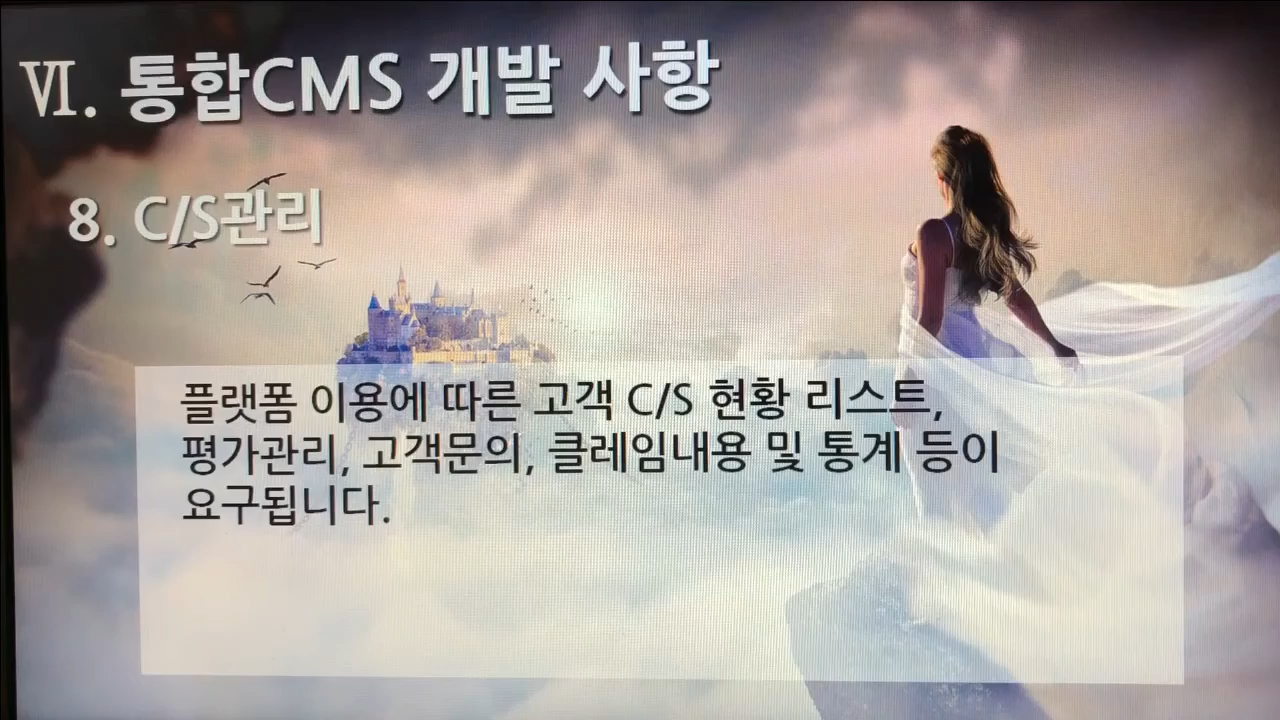 Ⅵ. 통합CMS 개발 사항
8. C/S관리
플랫폼 이용에 따른 고객 C/S 현황 리스트,
평가관리, 고객문의, 클레임내용 및 통계 등이
요구됩니다.